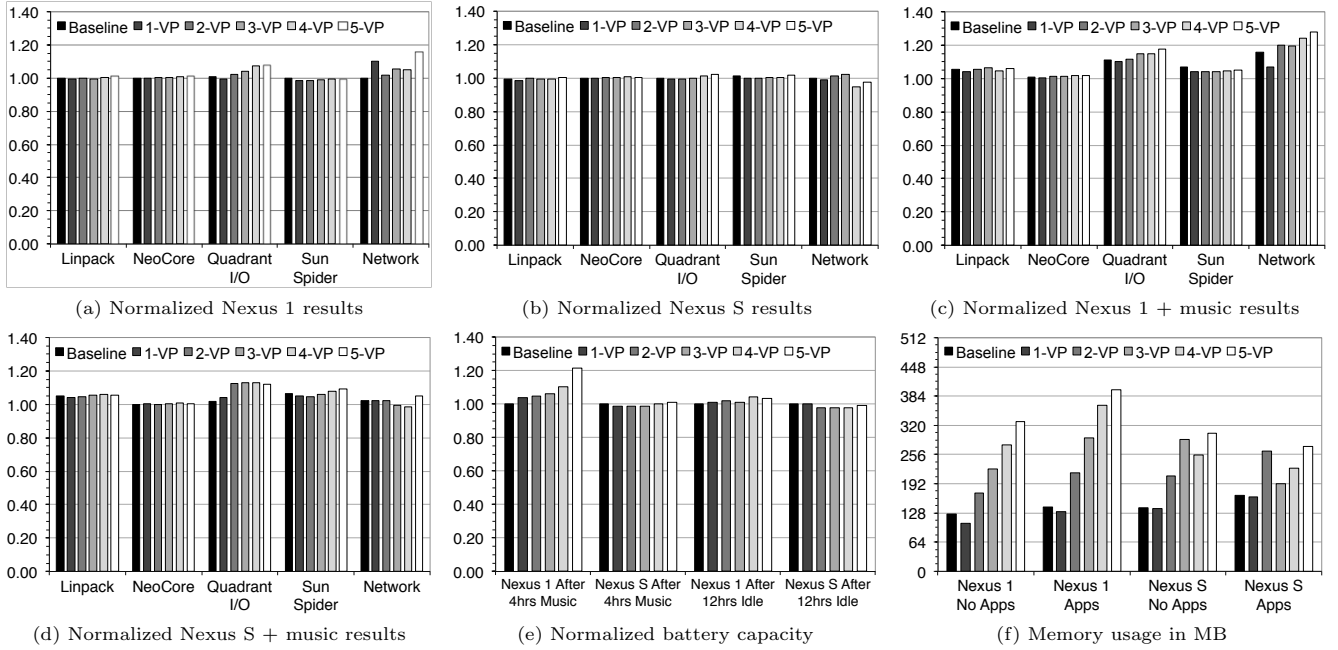 Baseline 1-VP 2-VP 3-VP 4-VP 5-VP
1.40
1.20
1.00
0.80
0.60
0.40
0.20
0.00
Linpack NeoCore Quadrant I/O Sun Spider Network
(a) Normalized Nexus 1 results
Baseline 1-VP 2-VP 3-VP 4-VP 5-VP
1.40
1.20
1.00
0.80
0.60
0.40
0.20
0.00
Linpack NeoCore Quadrant I/O Sun Spider Network
(b) Normalized Nexus S results
Baseline 1-VP 2-VP 3-VP 4-VP 5-VP
1.40
1.20
1.00
0.80
0.60
0.40
0.20
0.00
Linpack NeoCore Quadrant I/O Sun Spider Network
(c) Normalized Nexus 1 + music results
Baseline 1-VP 2-VP 3-VP 4-VP 5-VP
1.40
1.20
1.00
0.80
0.60
0.40
0.20
0.00
Linpack NeoCore Quadrant I/O Sun Spider Network
(d) Normalized Nexus S + music results
Baseline 1-VP 2-VP 3-VP 4-VP 5-VP
1.40
1.20
1.00
0.80
0.60
0.40
0.20
0.00
Nexus 1 After Nexus S After Nexus 1 After Nexus S After
4hrs Music 4hrs Music 12hrs Idle 12hrs Idle
(e) Normalized battery capacity
Baseline 1-VP 2-VP 3-VP 4-VP 5-VP
512
448
384
320
256
192
128
64
0
Nexus 1 Nexus 1 Nexus S Nexus S
No Apps Apps No Apps Apps
(f) Memory usage in MB